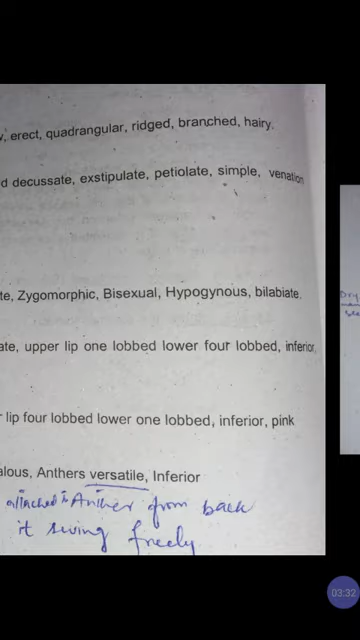 , erect, quadrangular, ridged, branched, hairy.
d decussate, exstipulate, petiolate, simple, venation
te, Zygomorphic, Bisexual, Hypogynous, bilabiate.
ate, upper lip one lobbed lower four lobbed, inferior,
lip four lobbed lower one lobbed, inferior, pink
alous, Anthers versatile, Inferior
attached to Anther from back
it swing freely
Dry
03:32